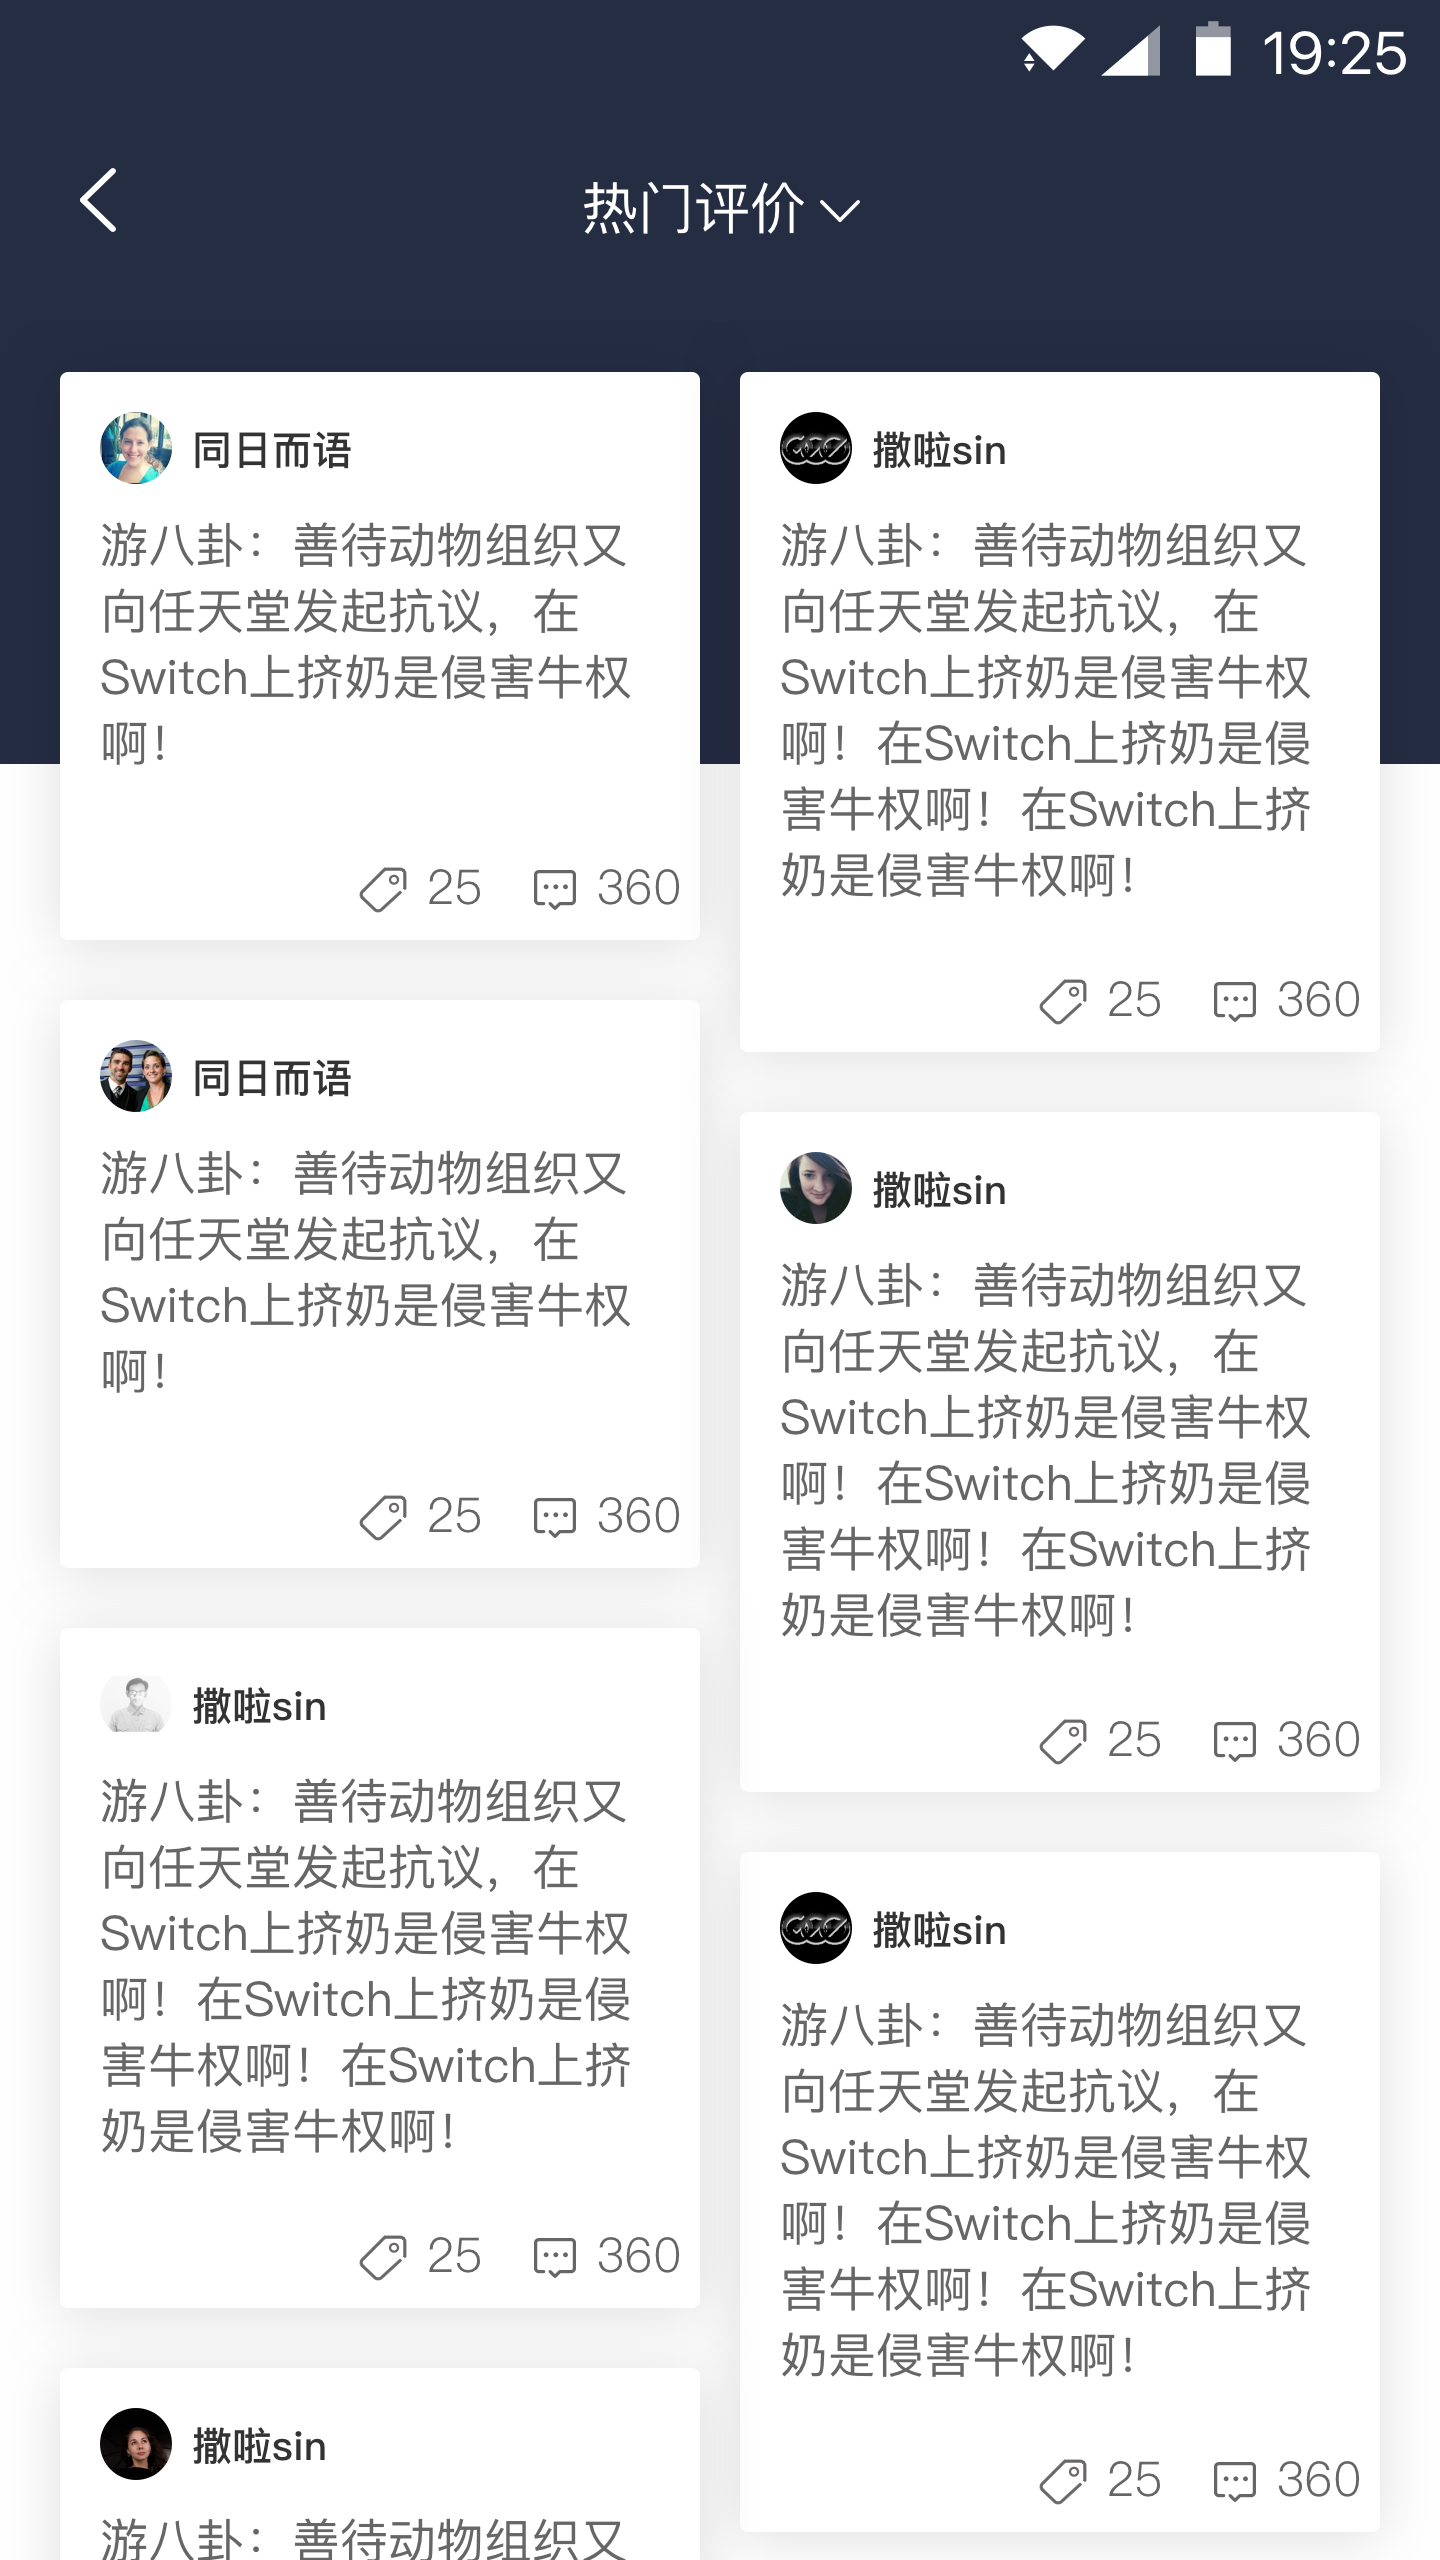 19:25
热门评价
同日而语
游八卦：善待动物组织又
向任天堂发起抗议，在
Switch上挤奶是侵害牛权
啊！
25 360
同日而语
游八卦：善待动物组织又
向任天堂发起抗议，在
Switch上挤奶是侵害牛权
啊！
25 360
撒啦sin
游八卦：善待动物组织又
向任天堂发起抗议，在
Switch上挤奶是侵害牛权
啊！在Switch上挤奶是侵
害牛权啊！在Switch上挤
奶是侵害牛权啊！
25 360
撒啦sin
游八卦：善待动物组织又
撒啦sin
游八卦：善待动物组织又
向任天堂发起抗议，在
Switch上挤奶是侵害牛权
啊！在Switch上挤奶是侵
害牛权啊！在Switch上挤
奶是侵害牛权啊！
25 360
撒啦sin
游八卦：善待动物组织又
向任天堂发起抗议，在
Switch上挤奶是侵害牛权
啊！在Switch上挤奶是侵
害牛权啊！在Switch上挤
奶是侵害牛权啊！
25 360
撒啦sin
游八卦：善待动物组织又
向任天堂发起抗议，在
Switch上挤奶是侵害牛权
啊！在Switch上挤奶是侵
害牛权啊！在Switch上挤
奶是侵害牛权啊！
25 360